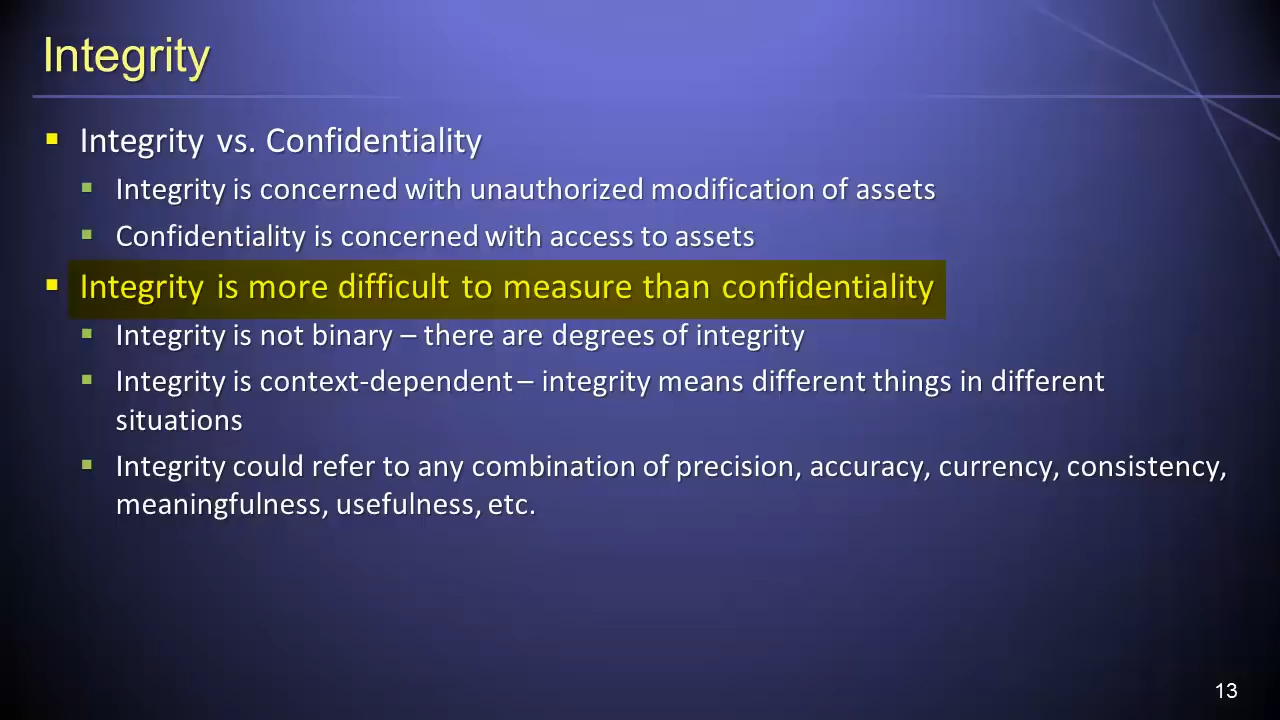 Integrity
Integrity vs. Confidentiality
Integrity is concerned with unauthorized modification of assets
Confidentiality is concerned with access to assets
Integrity is more difficult to measure than confidentiality
Integrity is not binary – there are degrees of integrity
Integrity is context-dependent – integrity means different things in different
situations
Integrity could refer to any combination of precision, accuracy, currency, consistency,
meaningfulness, usefulness, etc.
13